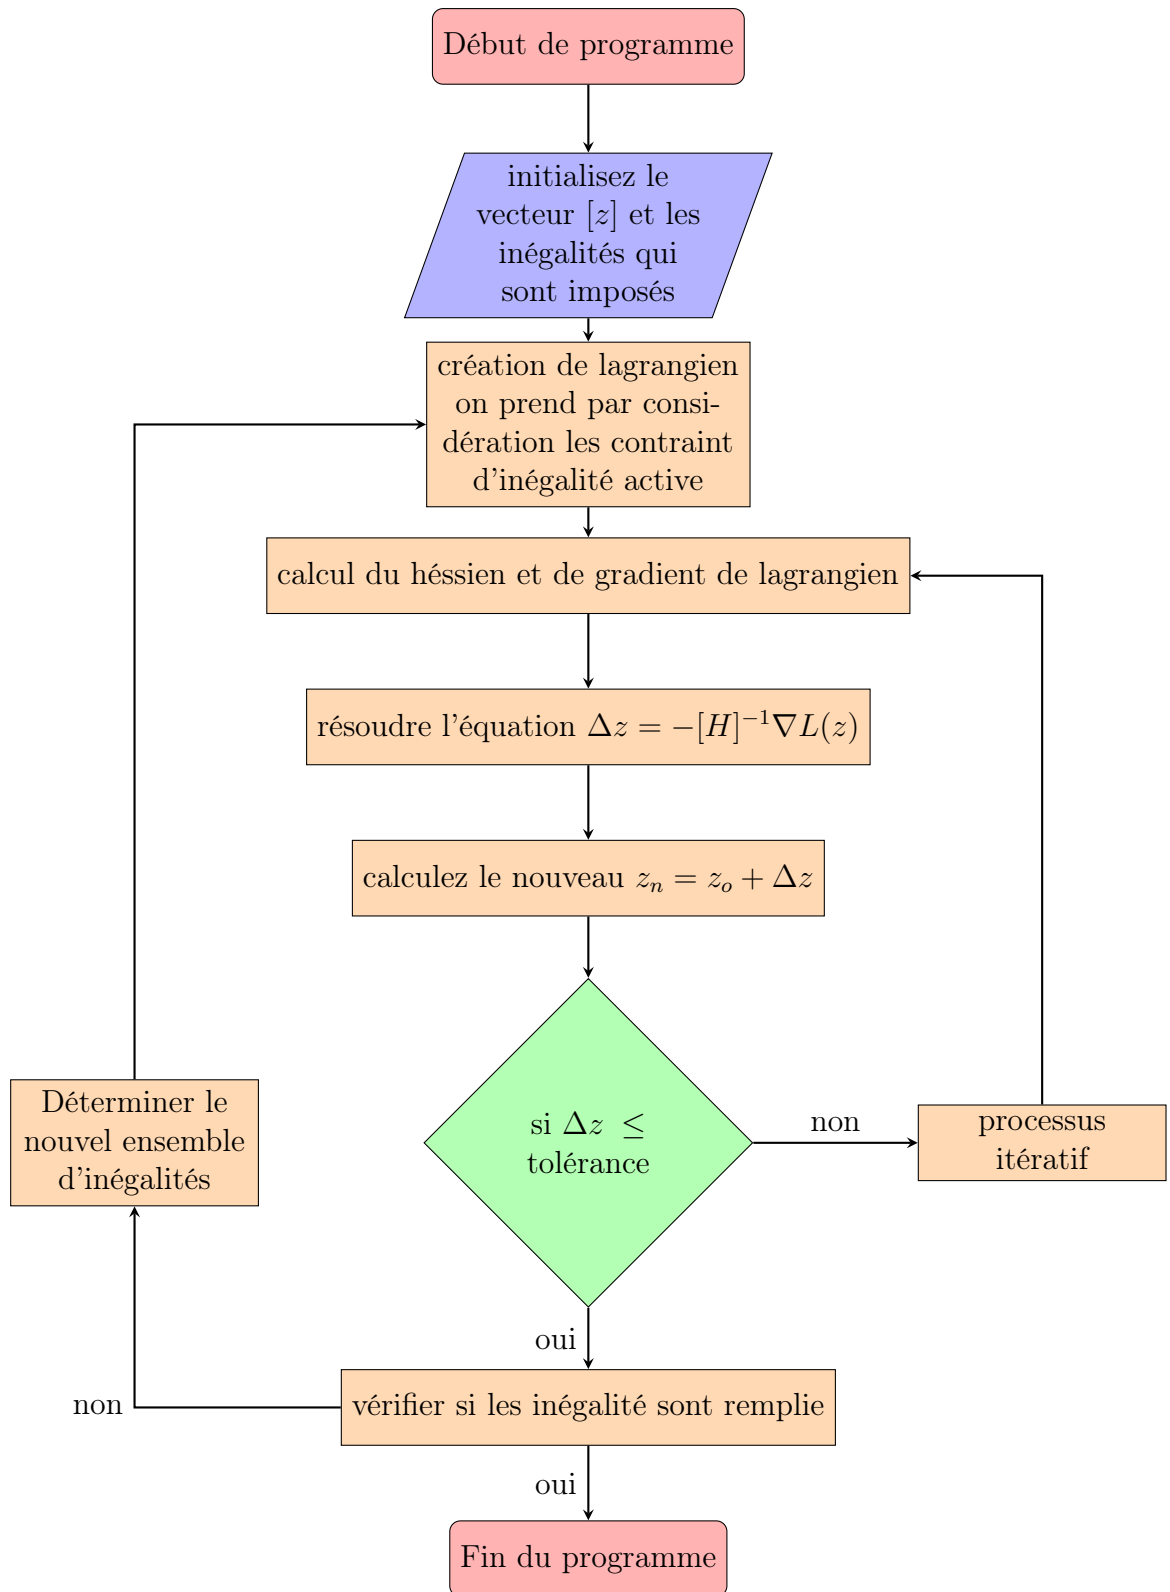 Début de programme
initialisez le
vecteur [z] et les
inégalités qui
sont imposés
création de lagrangien
on prend par consi-
dération les contraint
d'inégalité active
calcul du héssien et de gradient de lagrangien
résoudre l'équation Δz = −[H]⁻¹∇L(z)
calculez le nouveau zₙ = zₒ + Δz
si Δz ≤
tolérance
non
processus
itératif
Déterminer le
nouvel ensemble
d'inégalités
oui
vérifier si les inégalité sont remplie
non
oui
Fin du programme